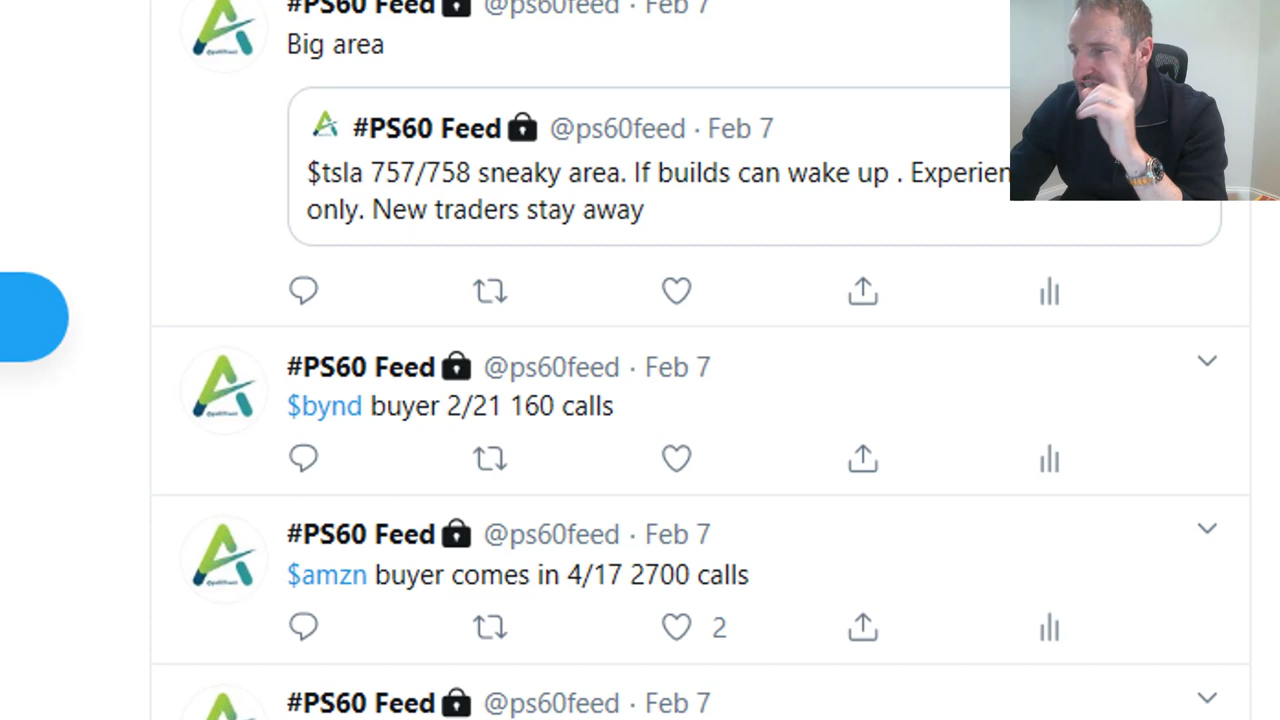 #PS60 Feed @ps60feed · Feb 7
Big area
#PS60 Feed @ps60feed · Feb 7
$tsla 757/758 sneaky area. If builds can wake up . Experien
only. New traders stay away
#PS60 Feed @ps60feed · Feb 7
$bynd buyer 2/21 160 calls
#PS60 Feed @ps60feed · Feb 7
$amzn buyer comes in 4/17 2700 calls
2
#PS60 Feed @ps60feed · Feb 7